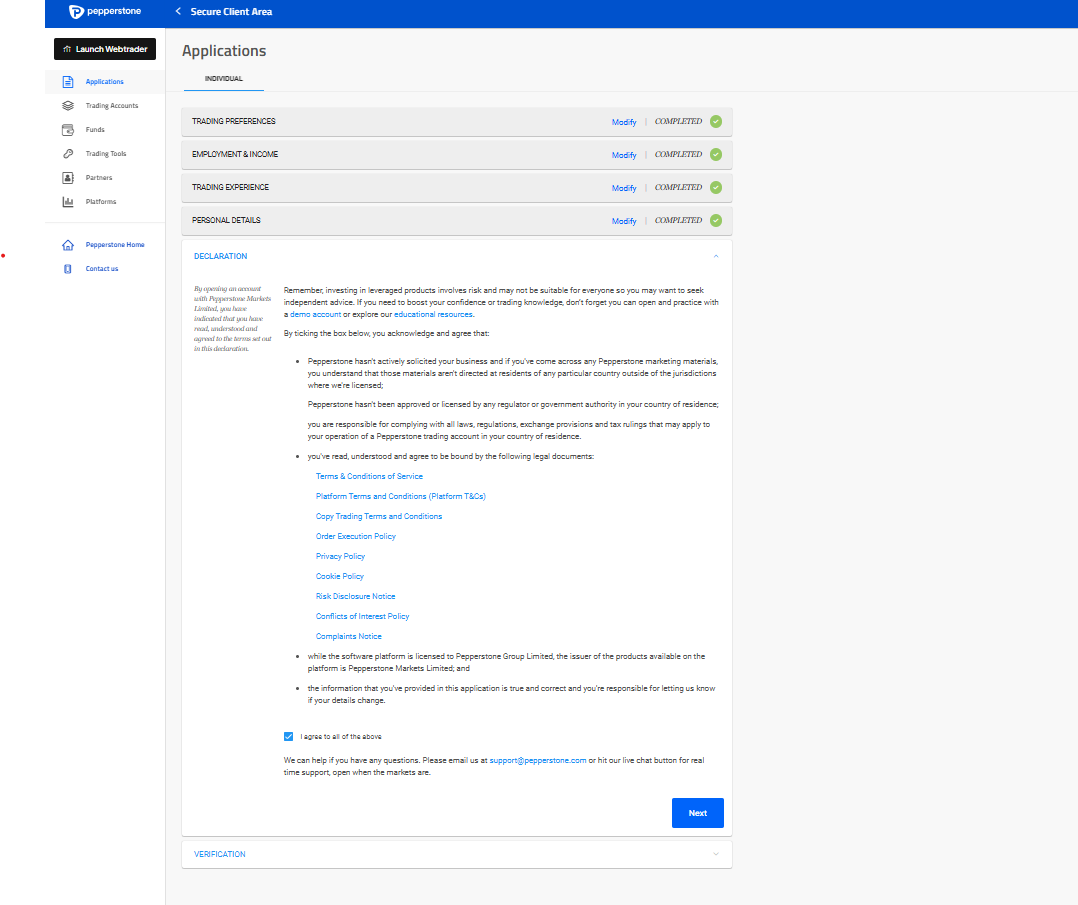 pepperstone
Secure Client Area
Launch Webtrader
Applications
Trading Accounts
Funds
Trading Tools
Partners
Platforms
Pepperstone Home
Contact us
Applications
INDIVIDUAL
TRADING PREFERENCES Modify | COMPLETED
EMPLOYMENT & INCOME Modify | COMPLETED
TRADING EXPERIENCE Modify | COMPLETED
PERSONAL DETAILS Modify | COMPLETED
DECLARATION
By opening an account
with Pepperstone Markets
Limited, you have
indicated that you have
read, understood and
agreed to the terms set out
in this declaration.
Remember, investing in leveraged products involves risk and may not be suitable for everyone so you may want to seek
independent advice. If you need to boost your confidence or trading knowledge, don't forget you can open and practice with
a demo account or explore our educational resources.
By ticking the box below, you acknowledge and agree that:
• Pepperstone hasn't actively solicited your business and if you've come across any Pepperstone marketing materials,
you understand that those materials aren't directed at residents of any particular country outside of the jurisdictions
where we're licensed;
Pepperstone hasn't been approved or licensed by any regulator or government authority in your country of residence;
you are responsible for complying with all laws, regulations, exchange provisions and tax rulings that may apply to
your operation of a Pepperstone trading account in your country of residence.
• you've read, understood and agree to be bound by the following legal documents:
Terms & Conditions of Service
Platform Terms and Conditions (Platform T&Cs)
Copy Trading Terms and Conditions
Order Execution Policy
Privacy Policy
Cookie Policy
Risk Disclosure Notice
Conflicts of Interest Policy
Complaints Notice
• while the software platform is licensed to Pepperstone Group Limited, the issuer of the products available on the
platform is Pepperstone Markets Limited; and
• the information that you've provided in this application is true and correct and you're responsible for letting us know
if your details change.
I agree to all of the above
We can help if you have any questions. Please email us at support@pepperstone.com or hit our live chat button for real
time support, open when the markets are.
Next
VERIFICATION